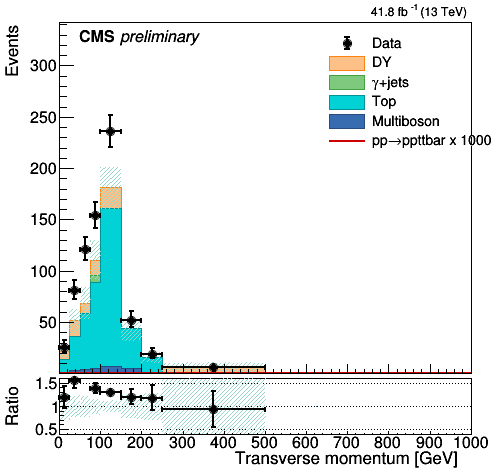 41.8 fb⁻¹ (13 TeV)
CMS preliminary
Events
Data
DY
γ+jets
Top
Multiboson
pp→ppttbar x 1000
300
250
200
150
100
50
Ratio
1.5
1
0.5
0 100 200 300 400 500 600 700 800 900 1000
Transverse momentum [GeV]